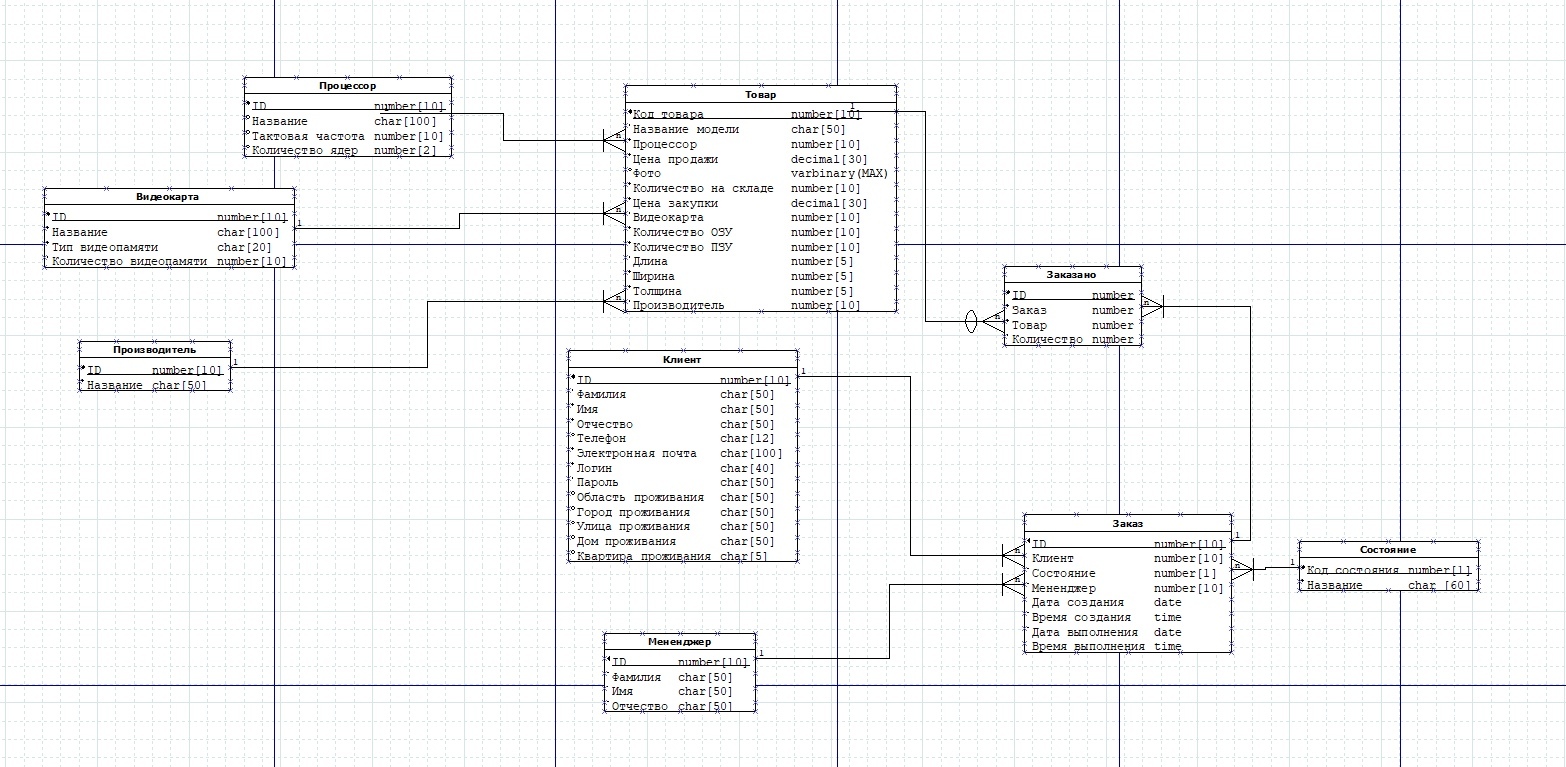 Процессор
ID number[10]
Название char[100]
Тактовая частота number[10]
Количество ядер number[2]
Товар
1
Код товара number[10]
Название модели char[50]
Процессор number[10]
Цена продажи decimal[30]
Фото varbinary(MAX)
Количество на складе number[10]
Цена закупки decimal[30]
Видеокарта number[10]
Количество ОЗУ number[10]
Количество ПЗУ number[10]
Длина number[5]
Ширина number[5]
Толщина number[5]
Производитель number[10]
n
n
n
Видеокарта
ID number[10]
Название char[100]
Тип видеопамяти char[20]
Количество видеопамяти number[10]
1
Производитель
ID number[10]
Название char[50]
1
Заказано
ID number
Заказ number
Товар number
Количество number
n
n
Клиент
ID number[10]
Фамилия char[50]
Имя char[50]
Отчество char[50]
Телефон char[12]
Электронная почта char[100]
Логин char[40]
Пароль char[50]
Область проживания char[50]
Город проживания char[50]
Улица проживания char[50]
Дом проживания char[50]
Квартира проживания char[5]
1
Заказ
ID number[10]
Клиент number[10]
Состояние number[1]
Мененджер number[10]
Дата создания date
Время создания time
Дата выполнения date
Время выполнения time
1
n
n
n
Состояние
Код состояния number[1]
Название char [60]
1
Мененджер
ID number[10]
Фамилия char[50]
Имя char[50]
Отчество char[50]
1